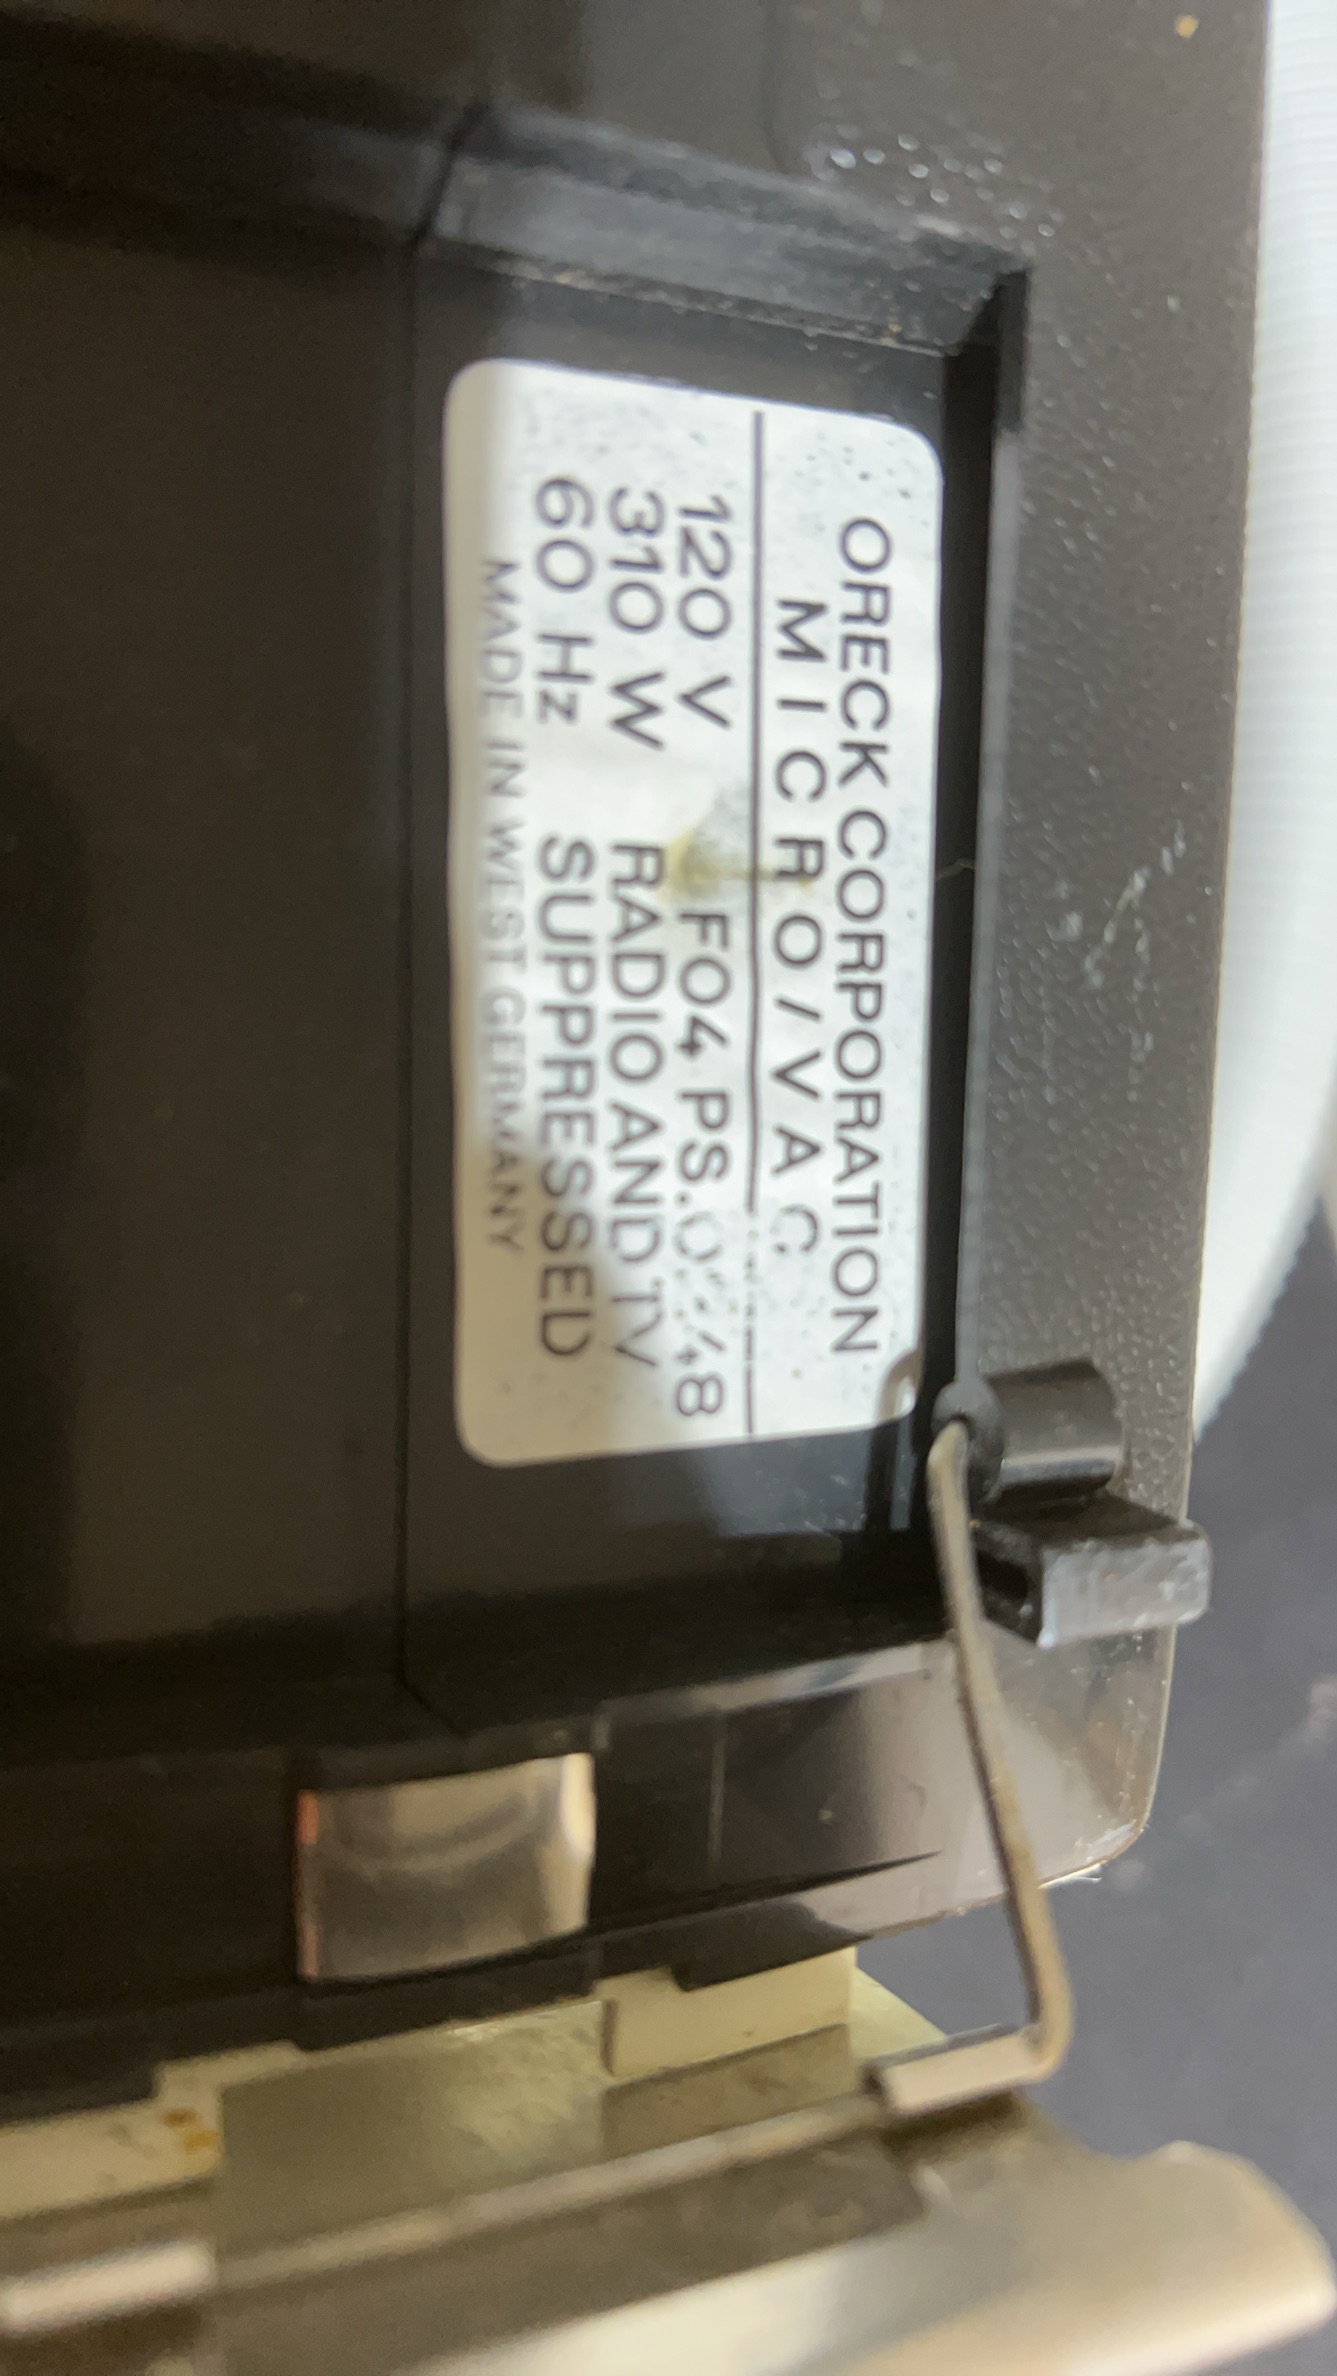 ORECK CORPORATION
MICRO/VAC
120 V F04 PS.
310 W RADIO AND TV
60 Hz SUPPRESSED
MADE IN WEST GERMANY